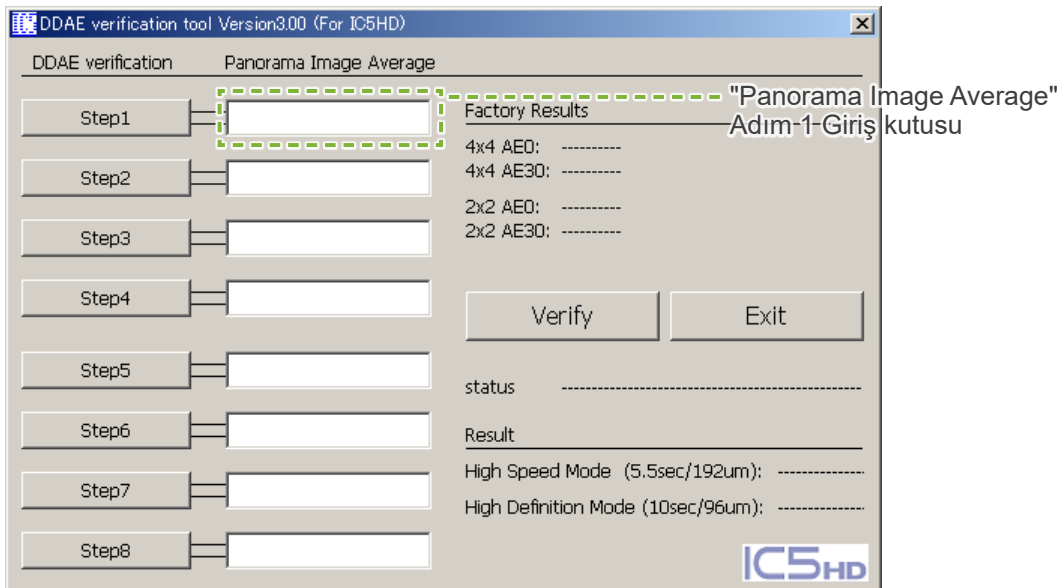 DDAE verification tool Version3.00 (For IC5HD)
DDAE verification Panorama Image Average
Step1
Step2
Step3
Step4
Step5
Step6
Step7
Step8
"Panorama Image Average"
Adım 1 Giriş kutusu
Factory Results
4x4 AE0: ----------
4x4 AE30: ----------
2x2 AE0: ----------
2x2 AE30: ----------
Verify Exit
status --------------------------------------------------
Result
High Speed Mode (5.5sec/192um): ---------------
High Definition Mode (10sec/96um): ---------------
IC5HD